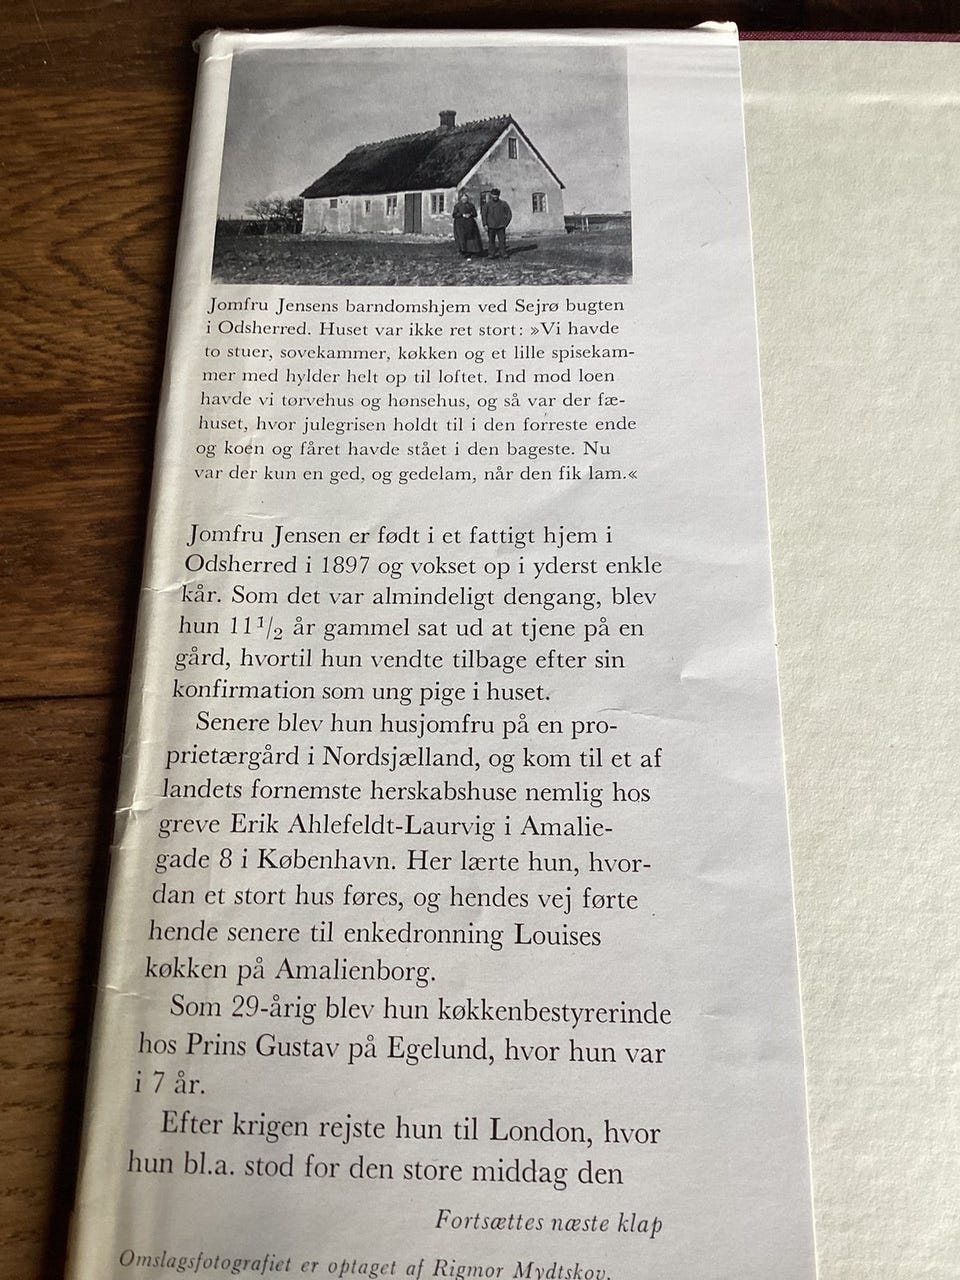 Jomfru Jensens barndomshjem ved Sejrø bugten
i Odsherred. Huset var ikke ret stort: »Vi havde
to stuer, sovekammer, køkken og et lille spisekam-
mer med hylder helt op til loftet. Ind mod loen
havde vi tørvehus og hønsehus, og så var der fæ-
huset, hvor julegrisen holdt til i den forreste ende
og koen og fåret havde stået i den bageste. Nu
var der kun en ged, og gedelam, når den fik lam.«
Jomfru Jensen er født i et fattigt hjem i
Odsherred i 1897 og vokset op i yderst enkle
kår. Som det var almindeligt dengang, blev
hun 11 1/2 år gammel sat ud at tjene på en
gård, hvortil hun vendte tilbage efter sin
konfirmation som ung pige i huset.
Senere blev hun husjomfru på en pro-
prietærgård i Nordsjælland, og kom til et af
landets fornemste herskabshuse nemlig hos
greve Erik Ahlefeldt-Laurvig i Amalie-
gade 8 i København. Her lærte hun, hvor-
dan et stort hus føres, og hendes vej førte
hende senere til enkedronning Louises
køkken på Amalienborg.
Som 29-årig blev hun køkkenbestyrerinde
hos Prins Gustav på Egelund, hvor hun var
i 7 år.
Efter krigen rejste hun til London, hvor
hun bl.a. stod for den store middag den
Fortsættes næste klap
Omslagsfotografiet er optaget af Rigmor Mydtskov.